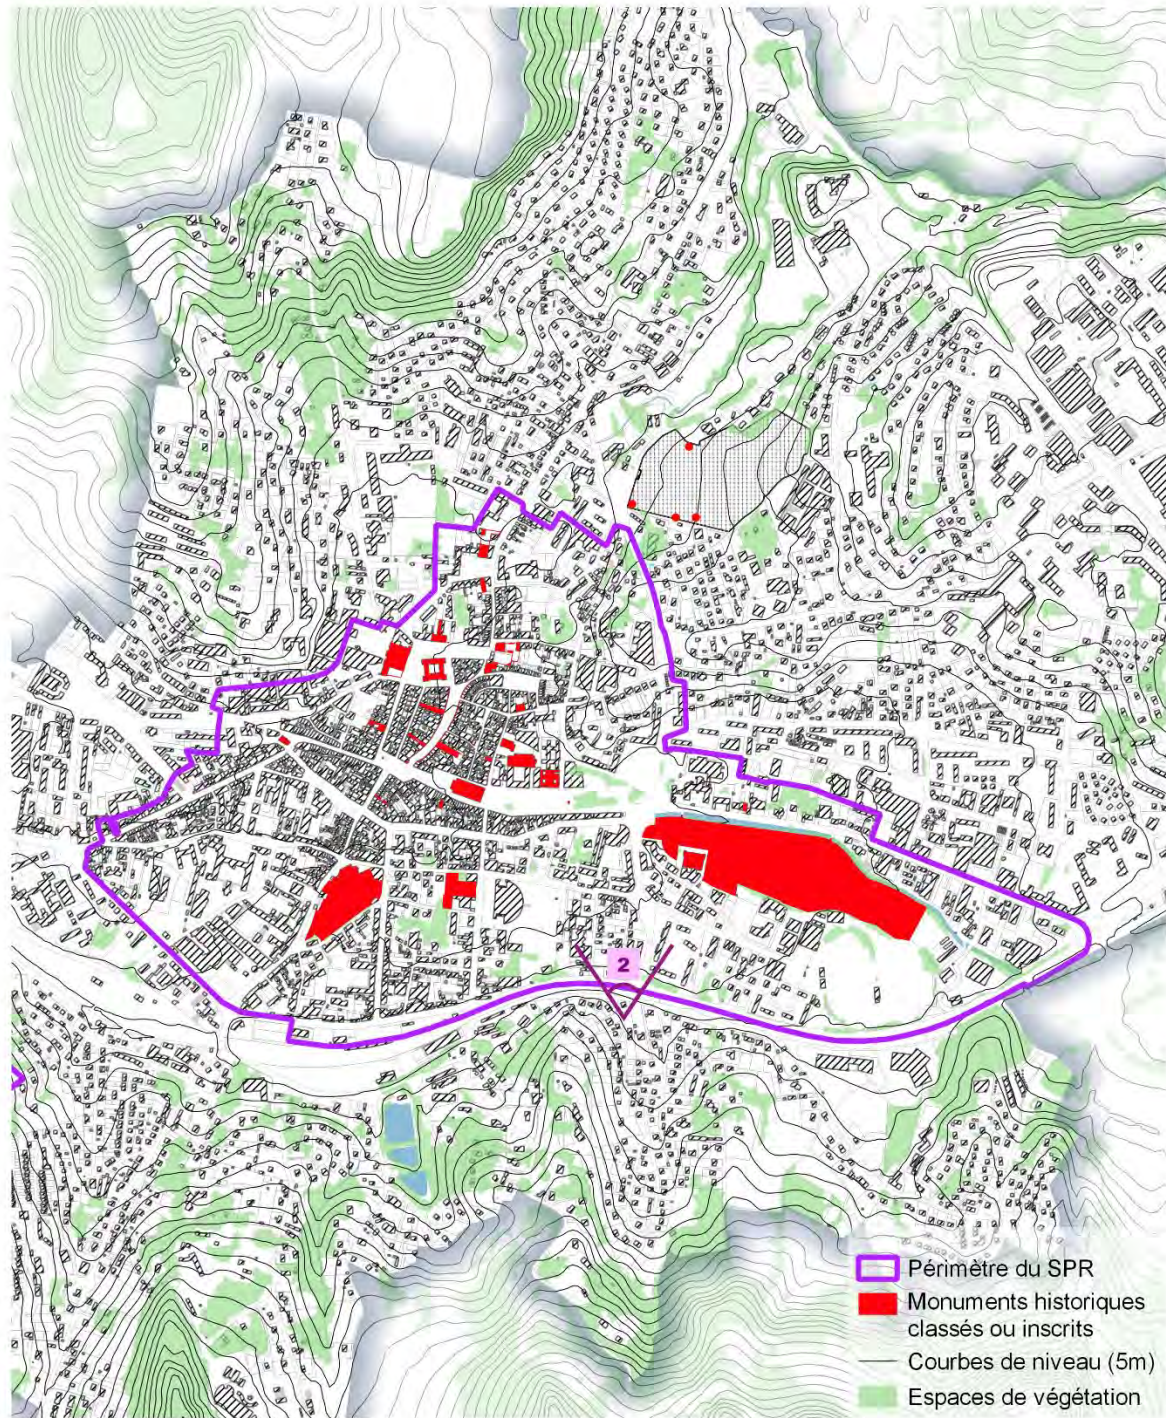 2
Périmètre du SPR
Monuments historiques
classés ou inscrits
Courbes de niveau (5m)
Espaces de végétation